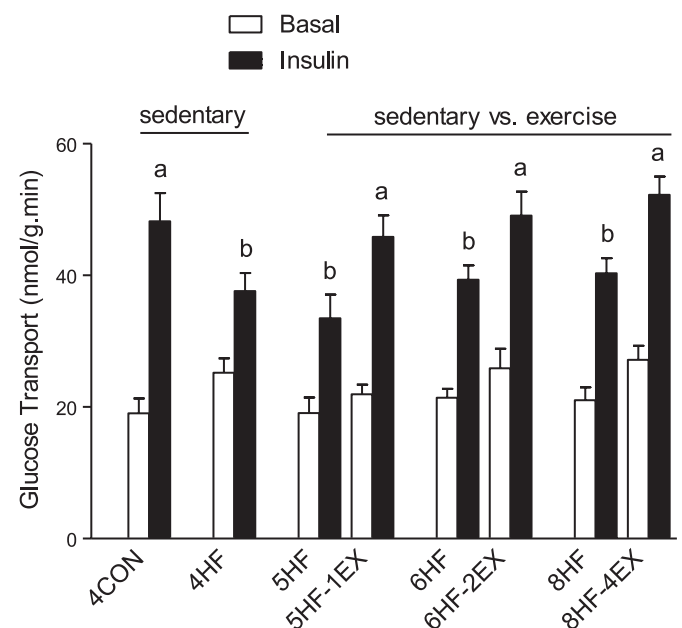 Basal
Insulin
sedentary
sedentary vs. exercise
Glucose Transport (nmol/g.min)
60
40
20
0
a
b
b
a
b
a
b
a
4CON
4HF
5HF
5HF-1EX
6HF
6HF-2EX
8HF
8HF-4EX